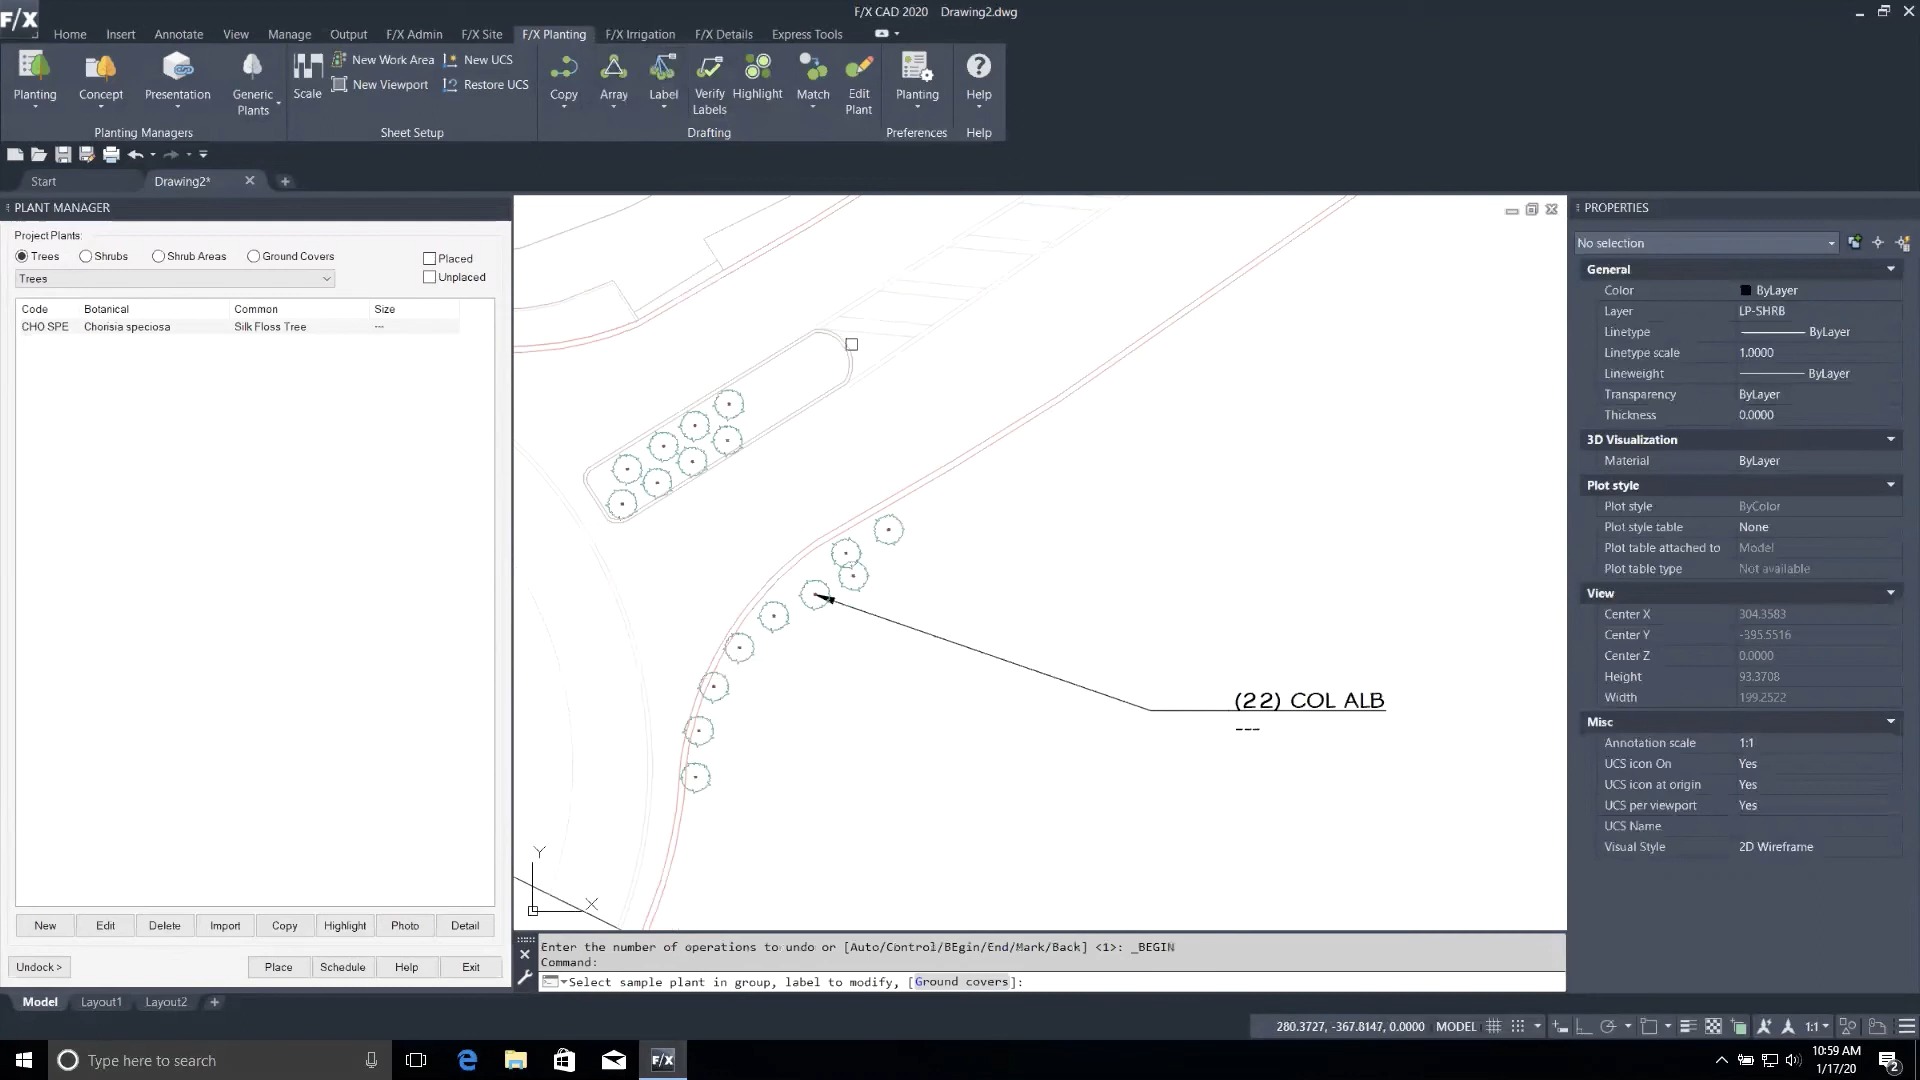 F/X CAD 2020 Drawing2.dwg
F/X
Home Insert Annotate View Manage Output F/X Admin F/X Site F/X Planting F/X Irrigation F/X Details Express Tools
Planting Concept Presentation Generic Plants
Scale New Work Area New UCS
New Viewport Restore UCS
Copy Array Label Verify Labels Highlight Match Edit Plant Planting Help
Planting Managers Sheet Setup Drafting Preferences Help
Start Drawing2*
PLANT MANAGER
Project Plants:
Trees Shrubs Shrub Areas Ground Covers
Placed
Unplaced
Trees
Code Botanical Common Size
CHO SPE Chorisia speciosa Silk Floss Tree ---
New Edit Delete Import Copy Highlight Photo Detail
Undock > Place Schedule Help Exit
(22) COL ALB
---
Y
X
Enter the number of operations to undo or [Auto/Control/BEgin/End/Mark/Back] <1>: _BEGIN
Command:
Select sample plant in group, label to modify, [Ground covers]:
PROPERTIES
No selection
General
Color ByLayer
Layer LP-SHRB
Linetype ByLayer
Linetype scale 1.0000
Lineweight ByLayer
Transparency ByLayer
Thickness 0.0000
3D Visualization
Material ByLayer
Plot style
Plot style ByColor
Plot style table None
Plot table attached to Model
Plot table type Not available
View
Center X 304.3583
Center Y -395.5516
Center Z 0.0000
Height 93.3708
Width 199.2522
Misc
Annotation scale 1:1
UCS icon On Yes
UCS icon at origin Yes
UCS per viewport Yes
UCS Name
Visual Style 2D Wireframe
Model Layout1 Layout2
280.3727, -367.8147, 0.0000 MODEL 1:1
Type here to search
F/X
10:59 AM
1/17/20
2